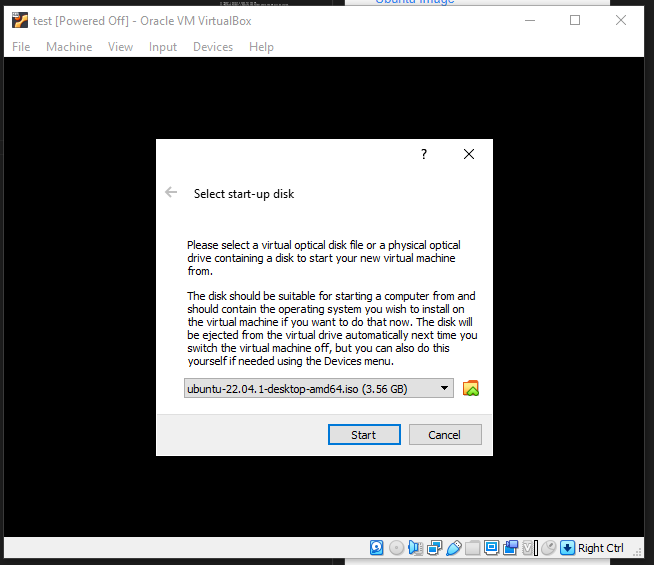 Ubuntu image
test [Powered Off] - Oracle VM VirtualBox
File Machine View Input Devices Help
?
Select start-up disk
Please select a virtual optical disk file or a physical optical
drive containing a disk to start your new virtual machine
from.
The disk should be suitable for starting a computer from and
should contain the operating system you wish to install on
the virtual machine if you want to do that now. The disk will
be ejected from the virtual drive automatically next time you
switch the virtual machine off, but you can also do this
yourself if needed using the Devices menu.
ubuntu-22.04.1-desktop-amd64.iso (3.56 GB)
Start Cancel
Right Ctrl